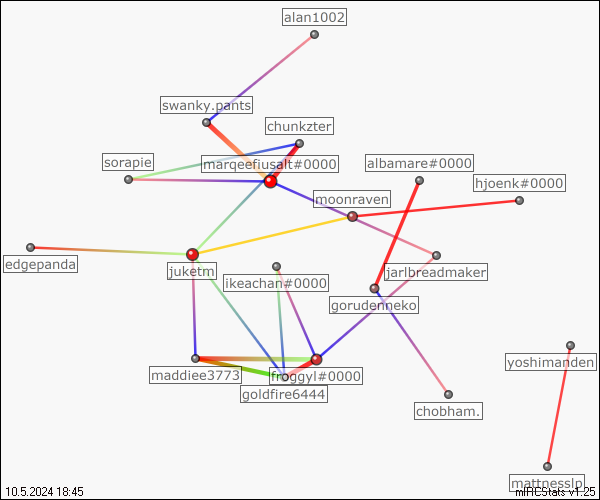 alan1002
swanky.pants
chunkzter
sorapie
marqeefiusalt#0000
albamare#0000
hjoenk#0000
moonraven
edgepanda
juketm
jarlbreadmaker
ikeachan#0000
gorudenneko
maddiee3773
froggyl#0000
goldfire6444
yoshimanden
chobham.
mattnesslp
10.5.2024 18:45
mIRCStats v1.25